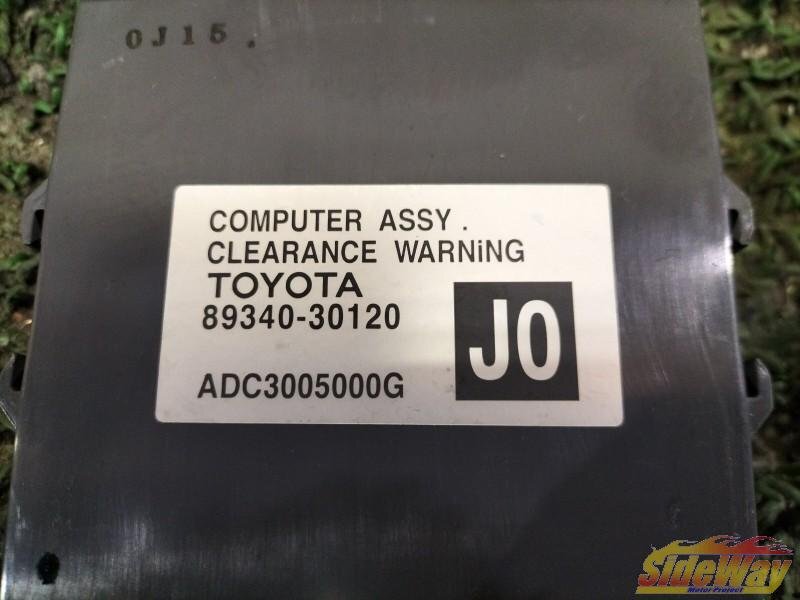 0J15.
COMPUTER ASSY.
CLEARANCE WARNiNG
TOYOTA
89340-30120
J0
ADC3005000G
SideWay
Motor Project